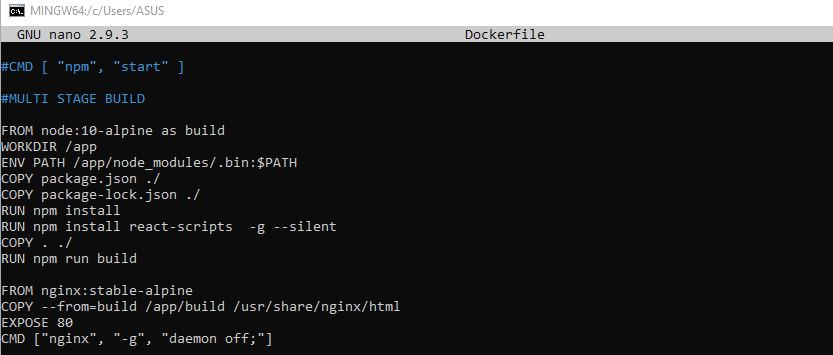 MINGW64:/c/Users/ASUS
GNU nano 2.9.3 Dockerfile
#CMD [ "npm", "start" ]
#MULTI STAGE BUILD
FROM node:10-alpine as build
WORKDIR /app
ENV PATH /app/node_modules/.bin:$PATH
COPY package.json ./
COPY package-lock.json ./
RUN npm install
RUN npm install react-scripts  -g --silent
COPY . ./
RUN npm run build
FROM nginx:stable-alpine
COPY --from=build /app/build /usr/share/nginx/html
EXPOSE 80
CMD ["nginx", "-g", "daemon off;"]